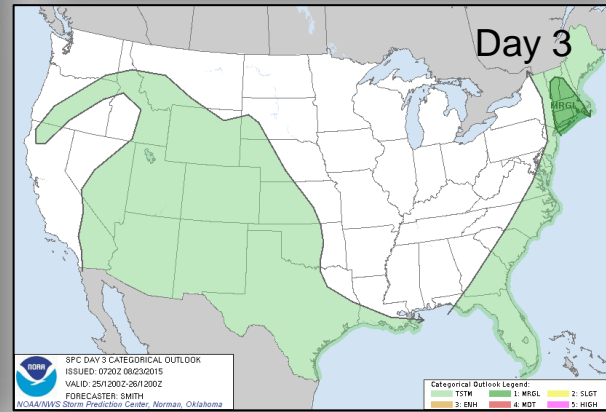 Day 3
MRGL
SPC DAY 3 CATEGORICAL OUTLOOK
ISSUED: 0720Z 08/23/2015
VALID: 25/1200Z-26/1200Z
FORECASTER: SMITH
NOAA/NWS Storm Prediction Center, Norman, Oklahoma
NOAA
Categorical Outlook Legend:
TSTM 1: MRGL 2: SLGT
3: ENH 4: MDT 5: HIGH